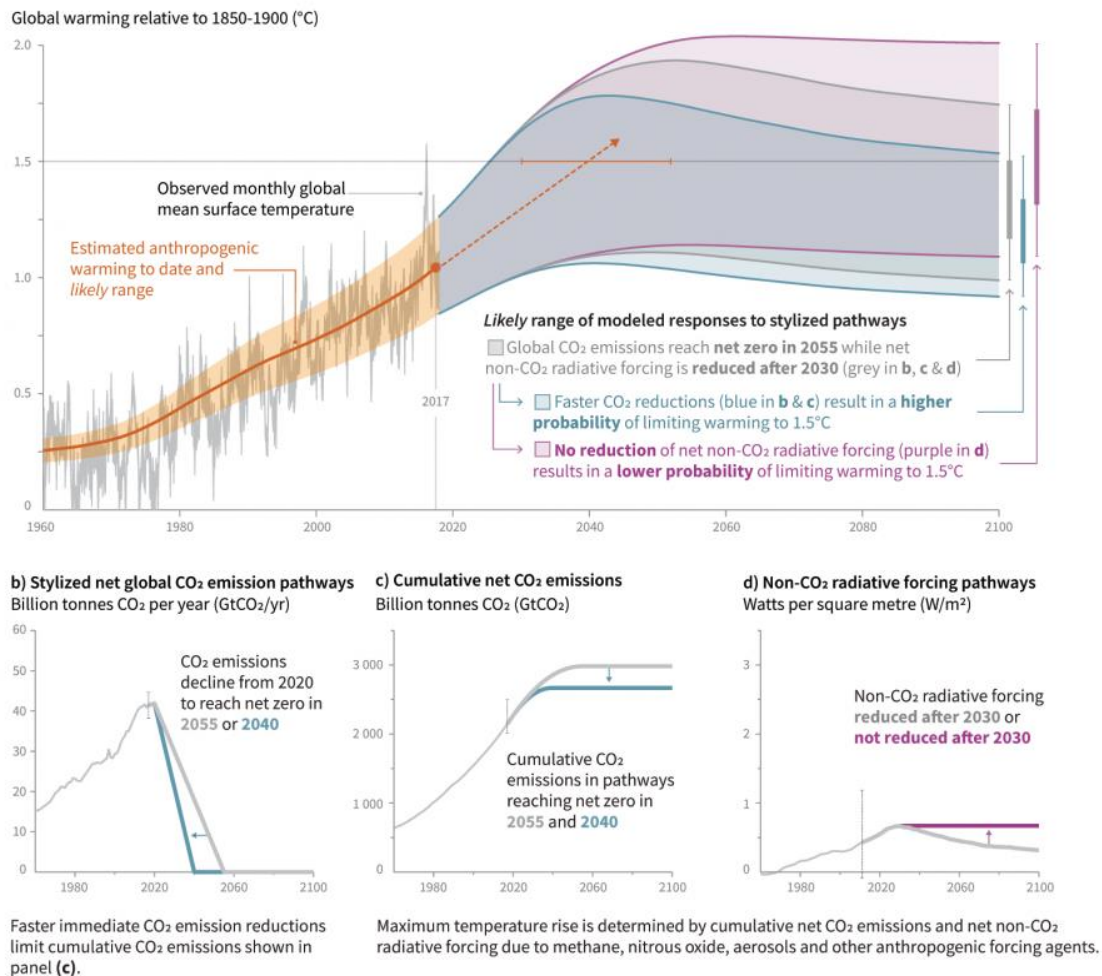 Global warming relative to 1850-1900 (°C)
2.0
1.5
Observed monthly global
mean surface temperature
Estimated anthropogenic
warming to date and
likely range
1.0
Likely range of modeled responses to stylized pathways
Global CO₂ emissions reach net zero in 2055 while net
non-CO₂ radiative forcing is reduced after 2030 (grey in b, c & d)
0.5
2017
Faster CO₂ reductions (blue in b & c) result in a higher
probability of limiting warming to 1.5°C
No reduction of net non-CO₂ radiative forcing (purple in d)
results in a lower probability of limiting warming to 1.5°C
0
1960 1980 2000 2020 2040 2060 2080 2100
b) Stylized net global CO₂ emission pathways
Billion tonnes CO₂ per year (GtCO₂/yr)
60
50
40
30
20
10
0
CO₂ emissions
decline from 2020
to reach net zero in
2055 or 2040
1980 2020 2060 2100
Faster immediate CO₂ emission reductions
limit cumulative CO₂ emissions shown in
panel (c).
c) Cumulative net CO₂ emissions
Billion tonnes CO₂ (GtCO₂)
3 000
2 000
1 000
0
Cumulative CO₂
emissions in pathways
reaching net zero in
2055 and 2040
1980 2020 2060 2100
d) Non-CO₂ radiative forcing pathways
Watts per square metre (W/m²)
3
2
1
0
Non-CO₂ radiative forcing
reduced after 2030 or
not reduced after 2030
1980 2020 2060 2100
Maximum temperature rise is determined by cumulative net CO₂ emissions and net non-CO₂
radiative forcing due to methane, nitrous oxide, aerosols and other anthropogenic forcing agents.